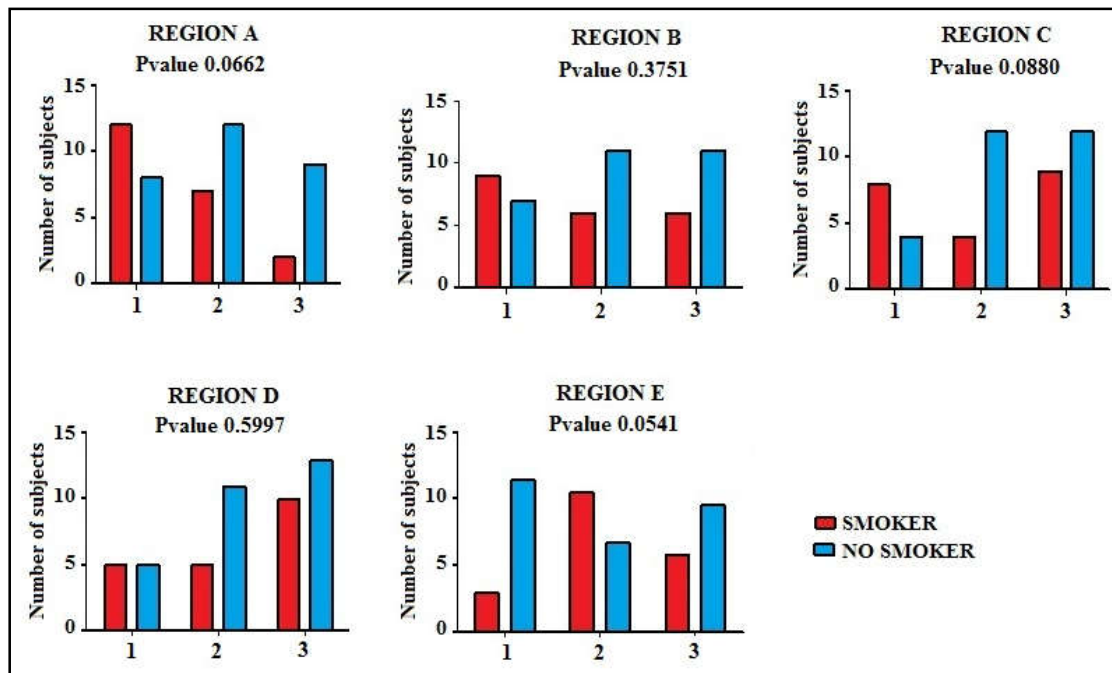 REGION A
Pvalue 0.0662
Number of subjects
15
10
5
0
1 2 3
REGION B
Pvalue 0.3751
Number of subjects
15
10
5
0
1 2 3
REGION C
Pvalue 0.0880
Number of subjects
15
10
5
0
1 2 3
REGION D
Pvalue 0.5997
Number of subjects
15
10
5
0
1 2 3
REGION E
Pvalue 0.0541
Number of subjects
15
10
5
0
1 2 3
SMOKER
NO SMOKER